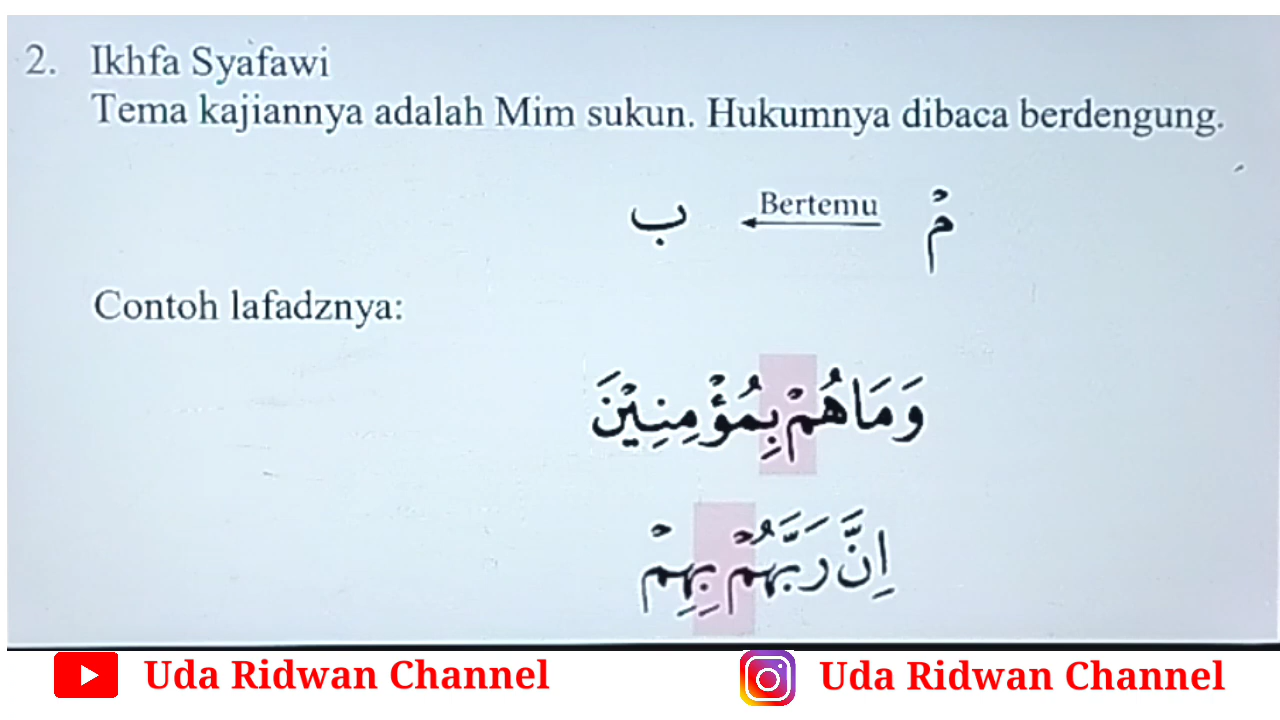 2. Ikhfa Syafawi
Tema kajiannya adalah Mim sukun. Hukumnya dibaca berdengung.
مْ Bertemu ب
Contoh lafadznya:
وَمَاهُمْ بِمُؤْمِنِيْنَ
اِنَّ رَبَّهُمْ بِهِمْ
Uda Ridwan Channel Uda Ridwan Channel